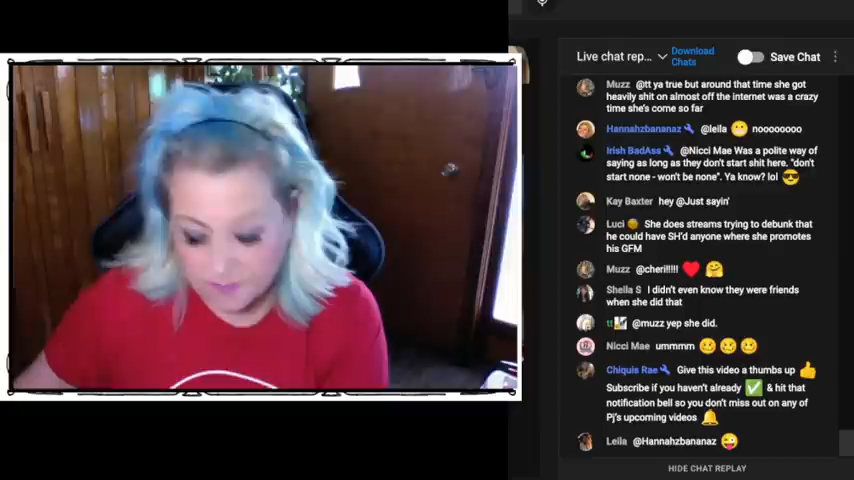 Live chat rep...
Download
Chats
Save Chat
Muzz @tt ya true but around that time she got
heavily shit on almost off the internet was a crazy
time she's come so far
Hannahzbananaz @leila 😬 noooooooo
Irish BadAss @Nicci Mae Was a polite way of
saying as long as they don't start shit here. "don't
start none - won't be none". Ya know? lol 😎
Kay Baxter hey @Just sayin'
Luci She does streams trying to debunk that
he could have SH'd anyone where she promotes
his GFM
Muzz @cheri!!!!! ♥️ 🤗
Sheila S I didn't even know they were friends
when she did that
tt @muzz yep she did.
Nicci Mae ummmm 🥴 🥴 🥴
Chiquis Rae Give this video a thumbs up 👍
Subscribe if you haven't already ✅ & hit that
notification bell so you don't miss out on any of
Pj's upcoming videos 🔔
Leila @Hannahzbananaz 😜
HIDE CHAT REPLAY